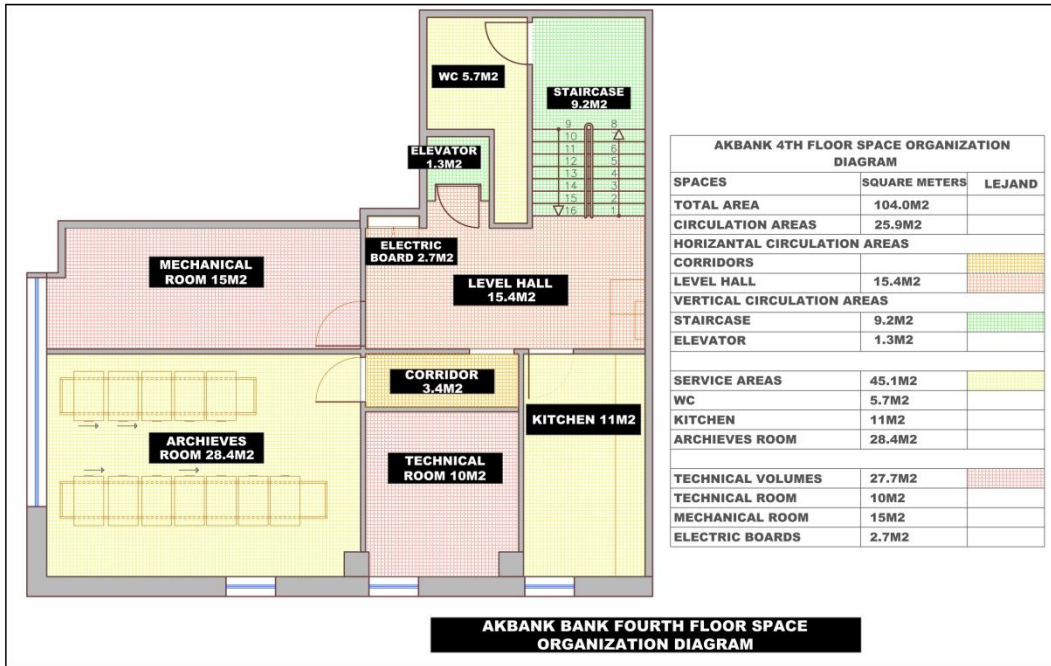 WC 5.7M2
STAIRCASE
9.2M2
9 8
10 7
11 6
12 5
13 4
14 3
15 2
16 1
ELEVATOR
1.3M2
ELECTRIC
BOARD 2.7M2
MECHANICAL
ROOM 15M2
LEVEL HALL
15.4M2
CORRIDOR
3.4M2
KITCHEN 11M2
ARCHIEVES
ROOM 28.4M2
TECHNICAL
ROOM 10M2
AKBANK 4TH FLOOR SPACE ORGANIZATION
DIAGRAM
SPACES SQUARE METERS LEJAND
TOTAL AREA 104.0M2
CIRCULATION AREAS 25.9M2
HORIZANTAL CIRCULATION AREAS
CORRIDORS
LEVEL HALL 15.4M2
VERTICAL CIRCULATION AREAS
STAIRCASE 9.2M2
ELEVATOR 1.3M2
SERVICE AREAS 45.1M2
WC 5.7M2
KITCHEN 11M2
ARCHIEVES ROOM 28.4M2
TECHNICAL VOLUMES 27.7M2
TECHNICAL ROOM 10M2
MECHANICAL ROOM 15M2
ELECTRIC BOARDS 2.7M2
AKBANK BANK FOURTH FLOOR SPACE
ORGANIZATION DIAGRAM